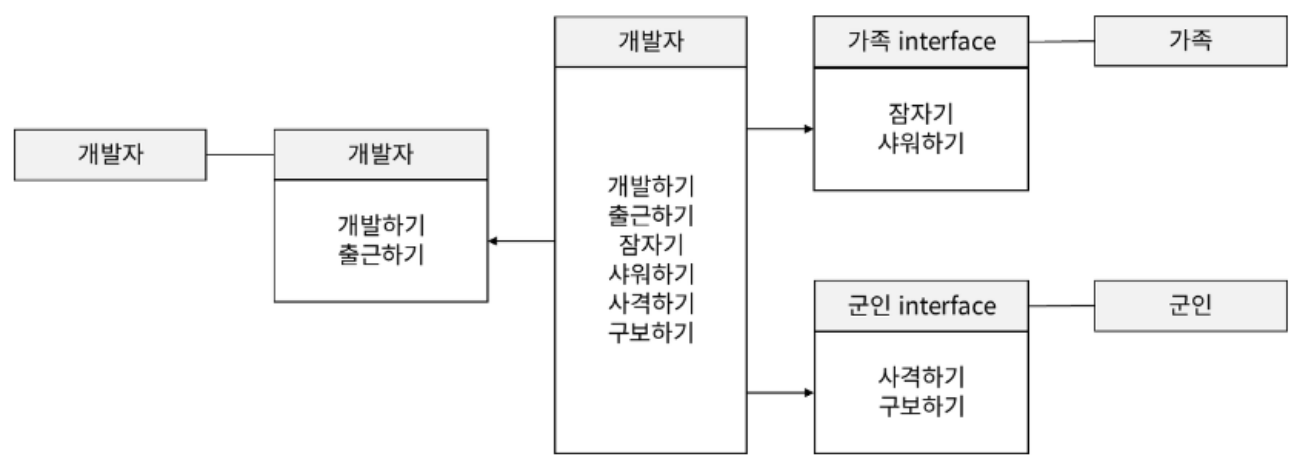 개발자
개발자
개발하기
출근하기
개발자
개발하기
출근하기
잠자기
샤워하기
사격하기
구보하기
가족 interface
잠자기
샤워하기
가족
군인 interface
사격하기
구보하기
군인